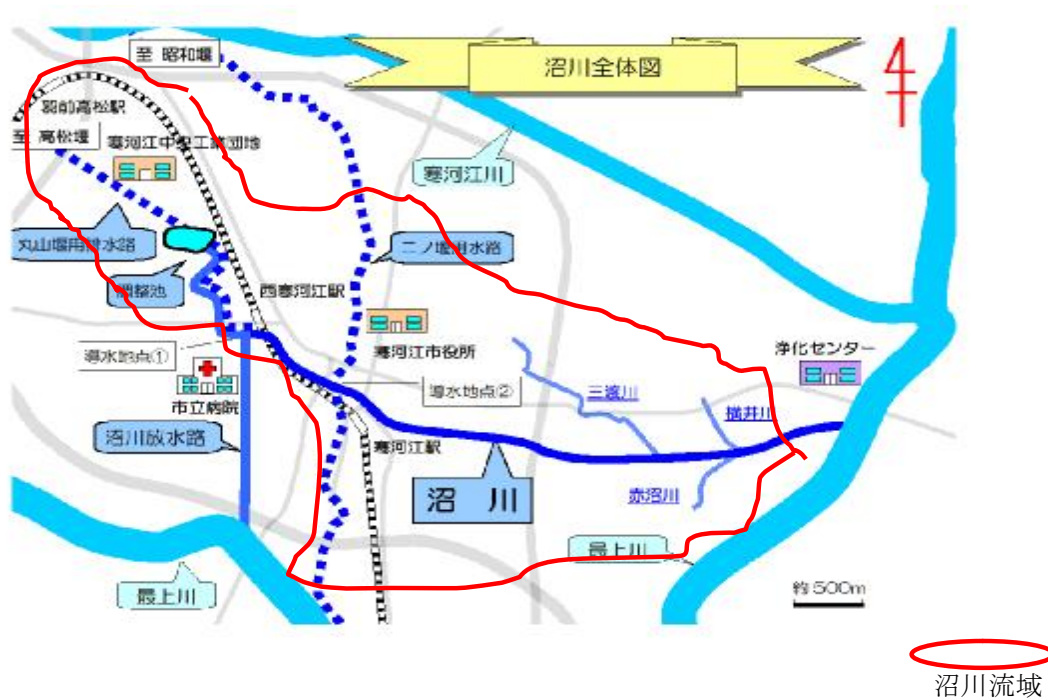 至 昭和堰
沼川全体図
羽前高松駅
至 高松堰
寒河江中央工業団地
寒河江川
丸山堰用排水路
二ノ堰用水路
調整池
西寒河江駅
寒河江市役所
導水地点①
浄化センター
三渡川
導水地点②
市立病院
横井川
沼川放水路
寒河江駅
沼 川
赤沼川
最上川
最上川
約500m
沼川流域